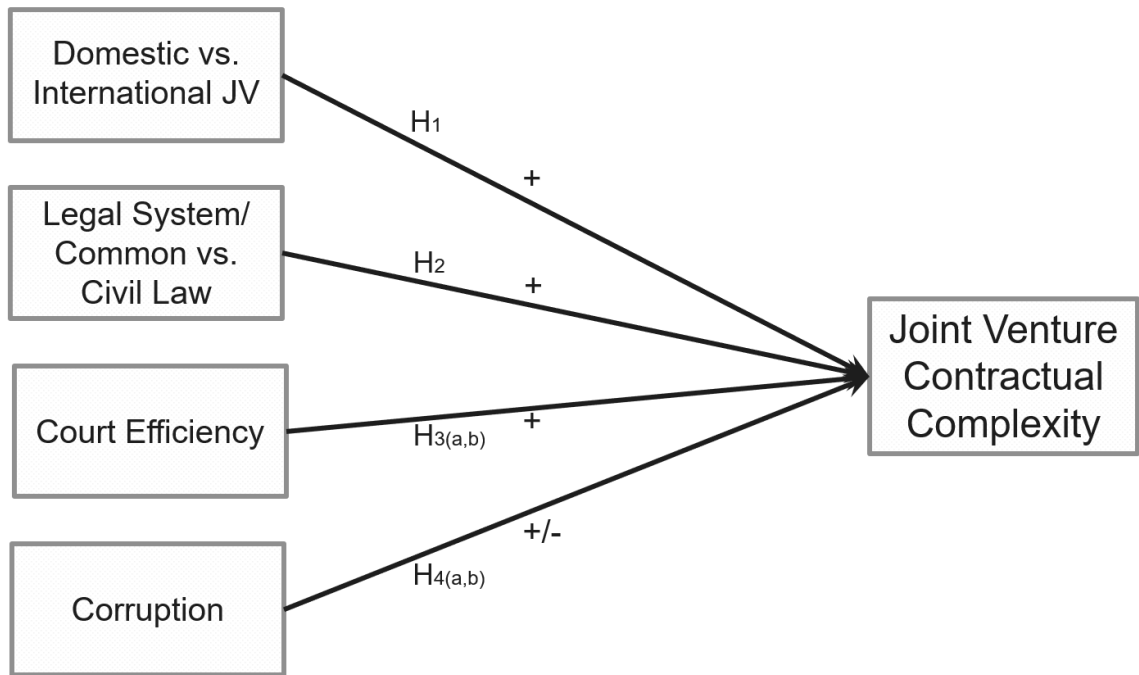 Domestic vs.
International JV
H1
+
Legal System/
Common vs.
Civil Law
H2
+
Joint Venture
Contractual
Complexity
Court Efficiency
+
H3(a,b)
Corruption
+/-
H4(a,b)